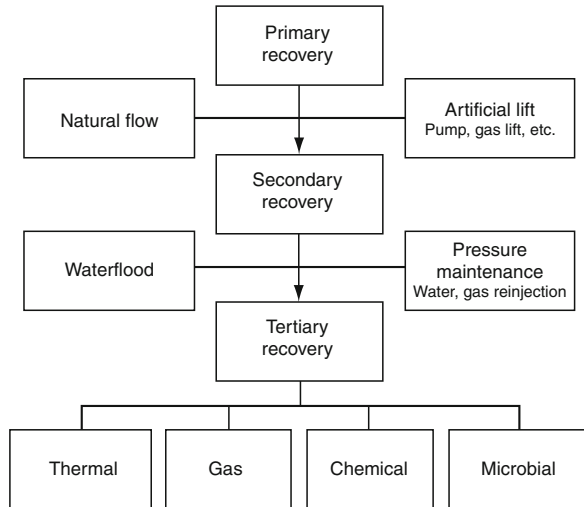 Primary
recovery
Natural flow
Artificial lift
Pump, gas lift, etc.
Secondary
recovery
Waterflood
Pressure
maintenance
Water, gas reinjection
Tertiary
recovery
Thermal
Gas
Chemical
Microbial